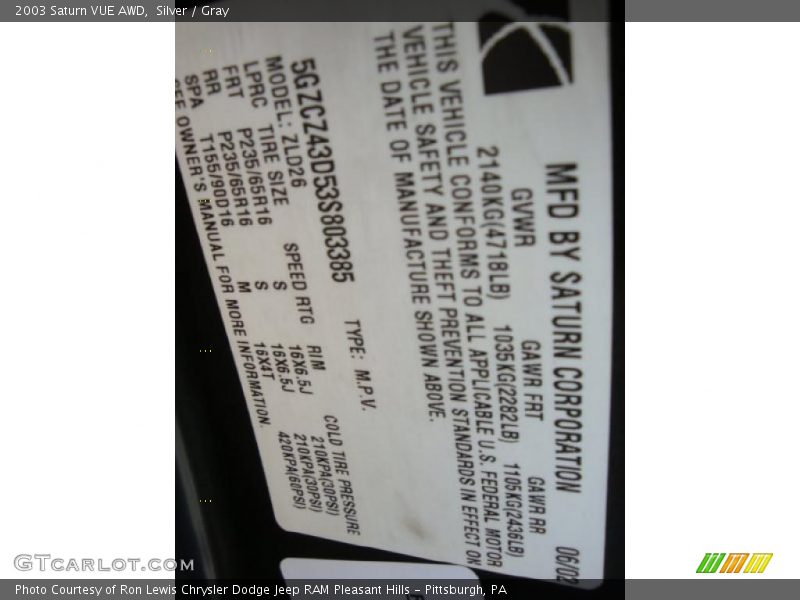 2003 Saturn VUE AWD,  Silver / Gray
MFD BY SATURN CORPORATION 06/02
GVWR GAWR FRT GAWR RR
2140KG(4718LB) 1035KG(2282LB) 1105KG(2436LB)
THIS VEHICLE CONFORMS TO ALL APPLICABLE U.S. FEDERAL MOTOR
VEHICLE SAFETY AND THEFT PREVENTION STANDARDS IN EFFECT ON
THE DATE OF MANUFACTURE SHOWN ABOVE.
5GZCZ43D53S803385 TYPE: M.P.V.
MODEL: ZLD26
LPRC TIRE SIZE SPEED RTG RIM COLD TIRE PRESSURE
FRT P235/65R16 S 16X6.5J 210KPA(30PSI)
RR P235/65R16 S 16X6.5J 210KPA(30PSI)
SPA T155/90D16 M 16X4T 420KPA(60PSI)
SEE OWNER'S MANUAL FOR MORE INFORMATION.
GTcarlot.com
Photo Courtesy of Ron Lewis Chrysler Dodge Jeep RAM Pleasant Hills - Pittsburgh, PA